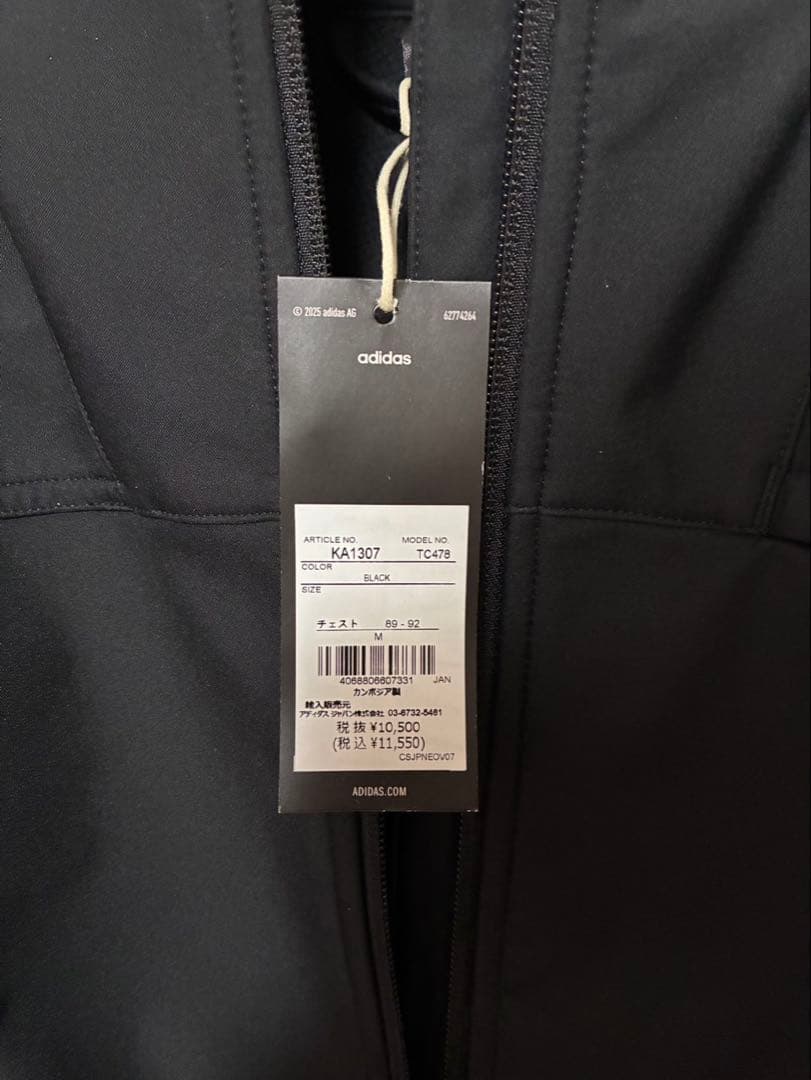 © 2025 adidas AG 62774264
adidas
ARTICLE NO. MODEL NO.
KA1307 TC478
COLOR
BLACK
SIZE
チェスト 89 - 92
M
4068806607331 JAN
カンボジア製
輸入販売元
アディダス ジャパン株式会社 03-6732-5461
税抜 ¥10,500
(税込 ¥11,550)
CSJPNEOV07
ADIDAS.COM